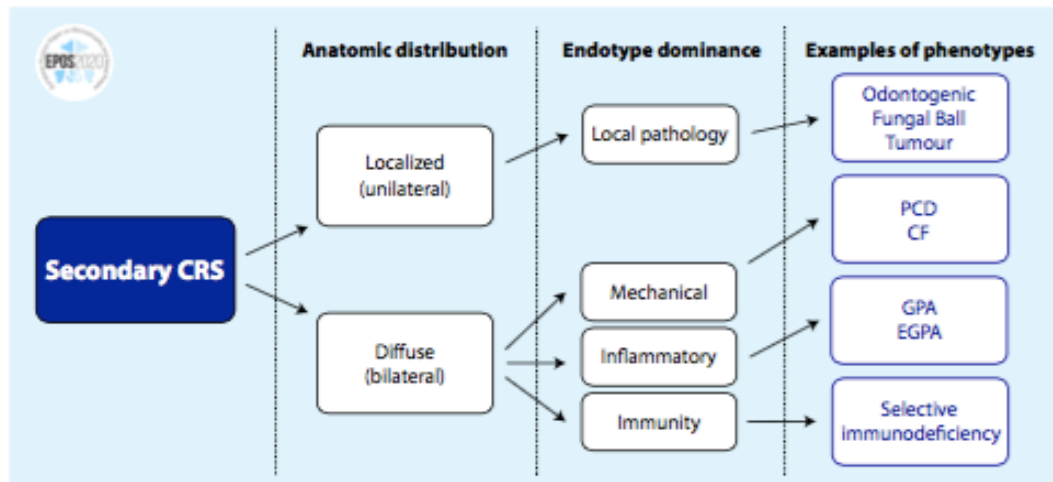 EPOS2020
Anatomic distribution
Endotype dominance
Examples of phenotypes
Secondary CRS
Localized
(unilateral)
Local pathology
Odontogenic
Fungal Ball
Tumour
Diffuse
(bilateral)
Mechanical
PCD
CF
Inflammatory
GPA
EGPA
Immunity
Selective
immunodeficiency